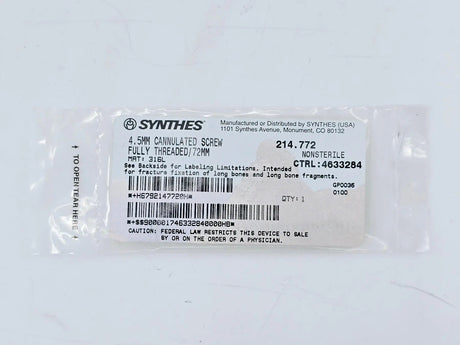 SYNTHES®
Manufactured or Distributed by SYNTHES (USA)
1101 Synthes Avenue, Monument, CO 80132
4.5MM CANNULATED SCREW
FULLY THREADED/72MM
MAT: 316L
214.772
NONSTERILE
CTRL:4633284
See Backside for Labeling Limitations. Intended
for fracture fixation of long bones and long bone fragments.
GP0036
0100
*+H6792147720H*
QTY: 1
*+$$900001746332840000HB*
CAUTION: FEDERAL LAW RESTRICTS THIS DEVICE TO SALE
BY OR ON THE ORDER OF A PHYSICIAN.
↑ TO OPEN TEAR HERE ↑